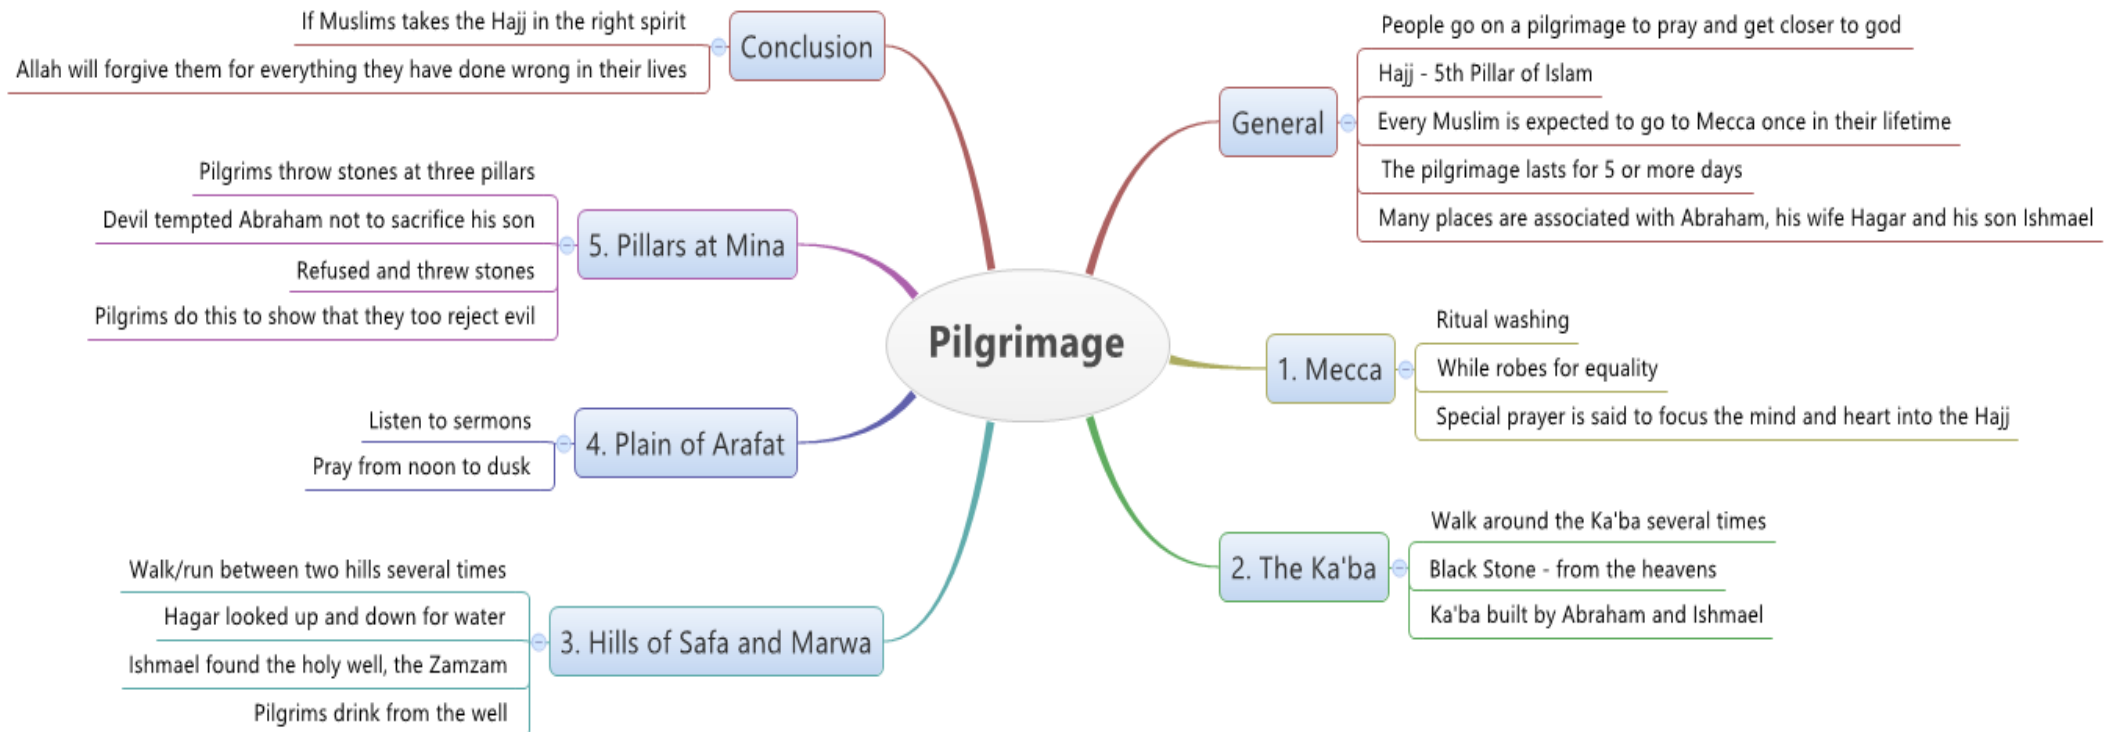 Pilgrimage
General
People go on a pilgrimage to pray and get closer to god
Hajj - 5th Pillar of Islam
Every Muslim is expected to go to Mecca once in their lifetime
The pilgrimage lasts for 5 or more days
Many places are associated with Abraham, his wife Hagar and his son Ishmael
1. Mecca
Ritual washing
While robes for equality
Special prayer is said to focus the mind and heart into the Hajj
2. The Ka'ba
Walk around the Ka'ba several times
Black Stone - from the heavens
Ka'ba built by Abraham and Ishmael
3. Hills of Safa and Marwa
Walk/run between two hills several times
Hagar looked up and down for water
Ishmael found the holy well, the Zamzam
Pilgrims drink from the well
4. Plain of Arafat
Listen to sermons
Pray from noon to dusk
5. Pillars at Mina
Pilgrims throw stones at three pillars
Devil tempted Abraham not to sacrifice his son
Refused and threw stones
Pilgrims do this to show that they too reject evil
Conclusion
If Muslims takes the Hajj in the right spirit
Allah will forgive them for everything they have done wrong in their lives